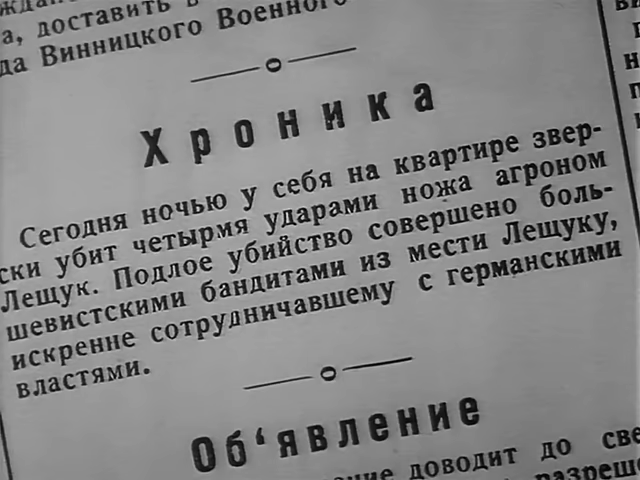 а, доставить в
да Винницкого Военного
Хроника
Сегодня ночью у себя на квартире звер-
ски убит четырмя ударами ножа агроном
Лещук. Подлое убийство совершено боль-
шевистскими бандитами из мести Лещуку,
искренне сотрудничавшему с германскими
властями.
Об‘явление
доводит до све